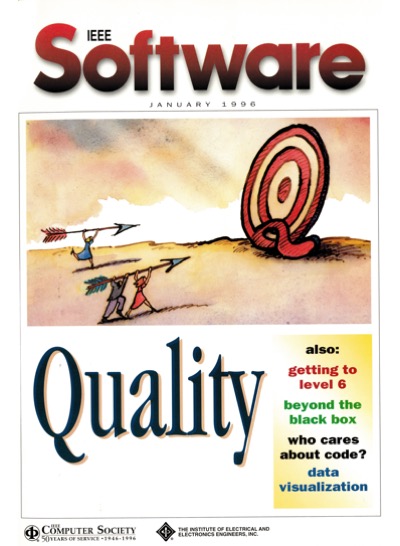 IEEE
Software
JANUARY 1996
Quality
also:
getting to
level 6
beyond the
black box
who cares
about code?
data
visualization
IEEE
COMPUTER SOCIETY
50 YEARS OF SERVICE • 1946-1996
THE INSTITUTE OF ELECTRICAL AND
ELECTRONICS ENGINEERS, INC.